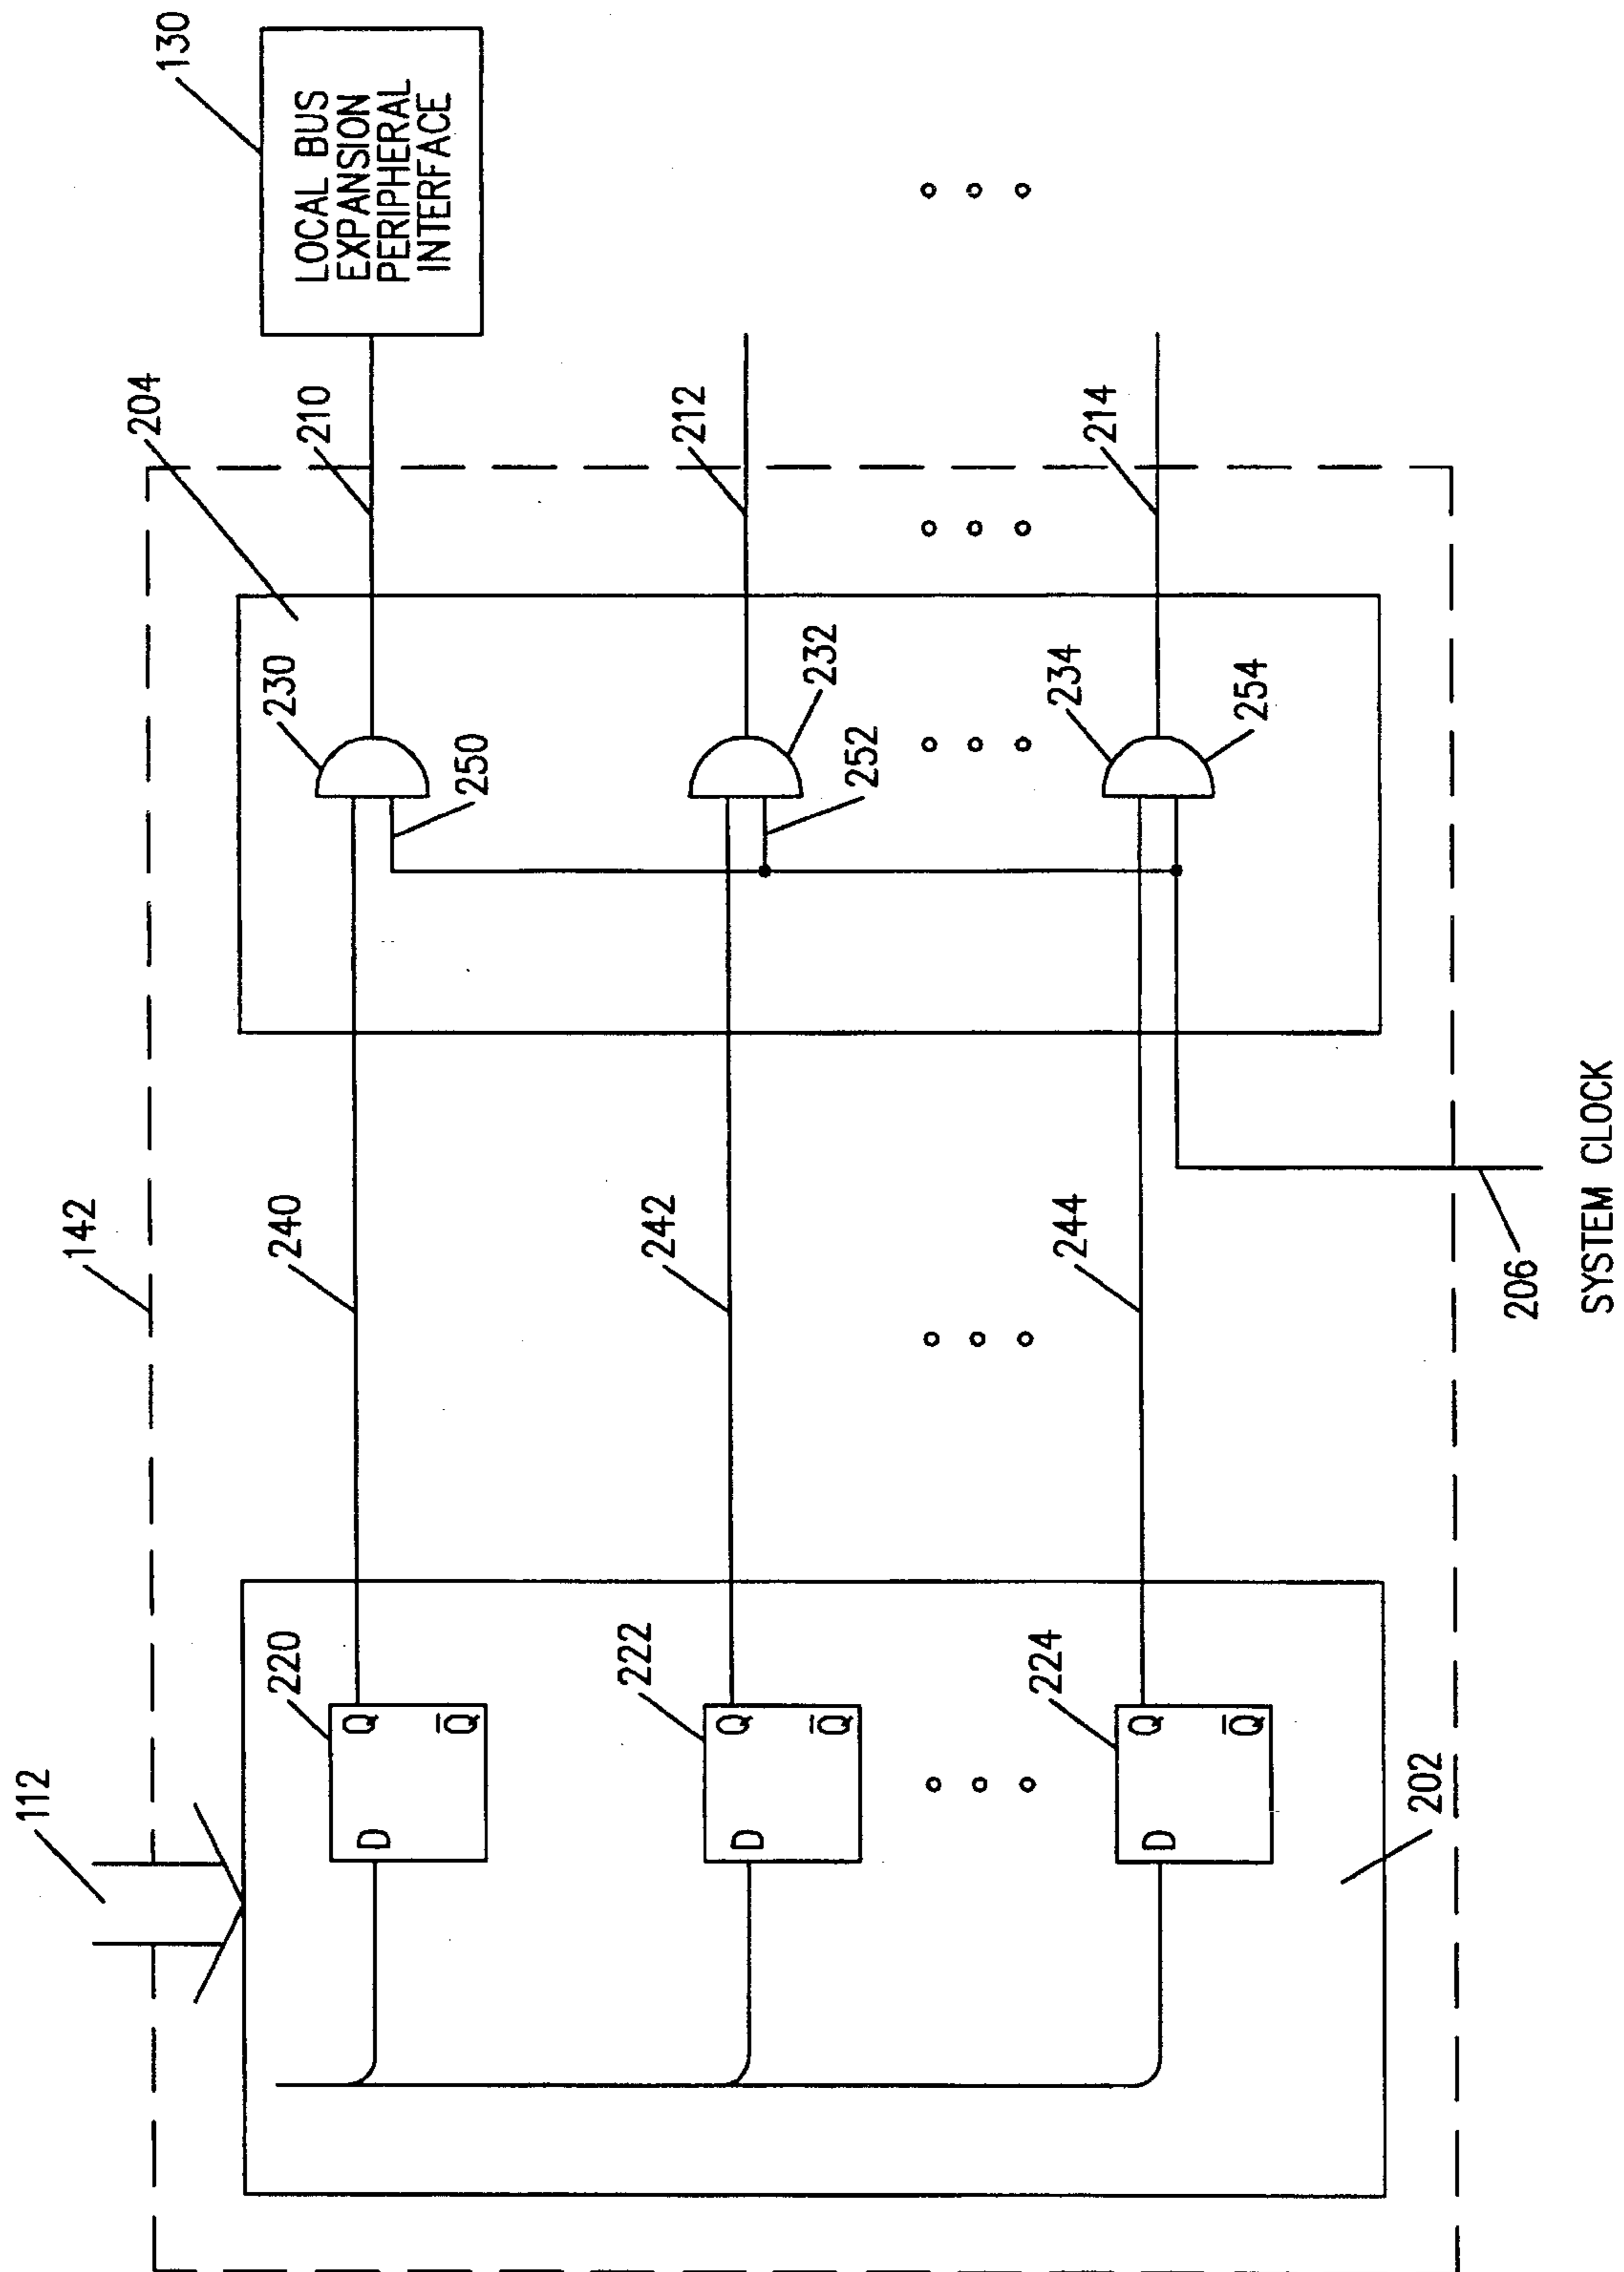 112
142
204
130
LOCAL BUS
EXPANSION
PERIPHERAL
INTERFACE
220
D
Q
Q̅
240
230
250
210
222
D
Q
Q̅
242
232
252
212
224
D
Q
Q̅
244
234
254
214
202
206
SYSTEM CLOCK